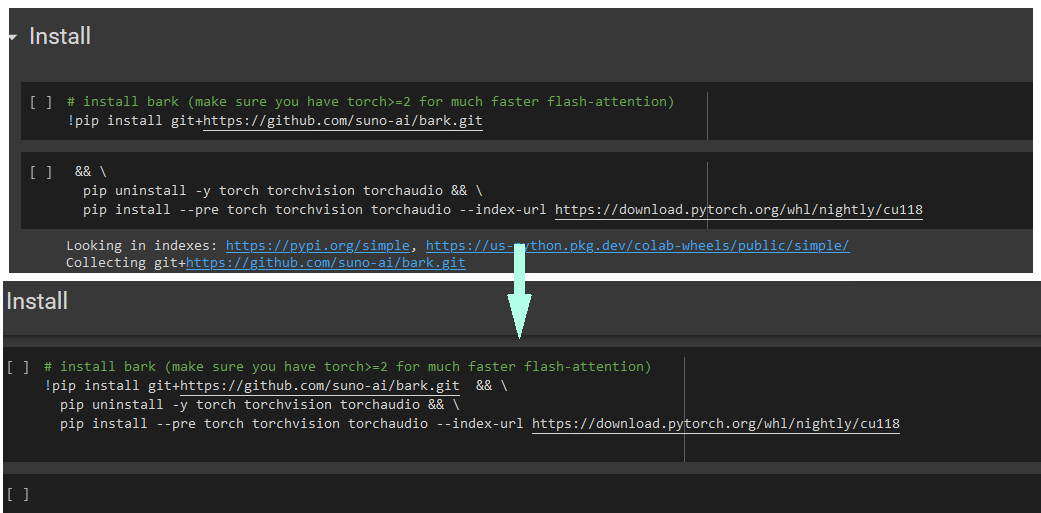 Install
[ ] # install bark (make sure you have torch>=2 for much faster flash-attention)
!pip install git+https://github.com/suno-ai/bark.git
[ ] && \
pip uninstall -y torch torchvision torchaudio && \
pip install --pre torch torchvision torchaudio --index-url https://download.pytorch.org/whl/nightly/cu118
Looking in indexes: https://pypi.org/simple, https://us-python.pkg.dev/colab-wheels/public/simple/
Collecting git+https://github.com/suno-ai/bark.git
Install
[ ] # install bark (make sure you have torch>=2 for much faster flash-attention)
!pip install git+https://github.com/suno-ai/bark.git && \
pip uninstall -y torch torchvision torchaudio && \
pip install --pre torch torchvision torchaudio --index-url https://download.pytorch.org/whl/nightly/cu118
[ ]